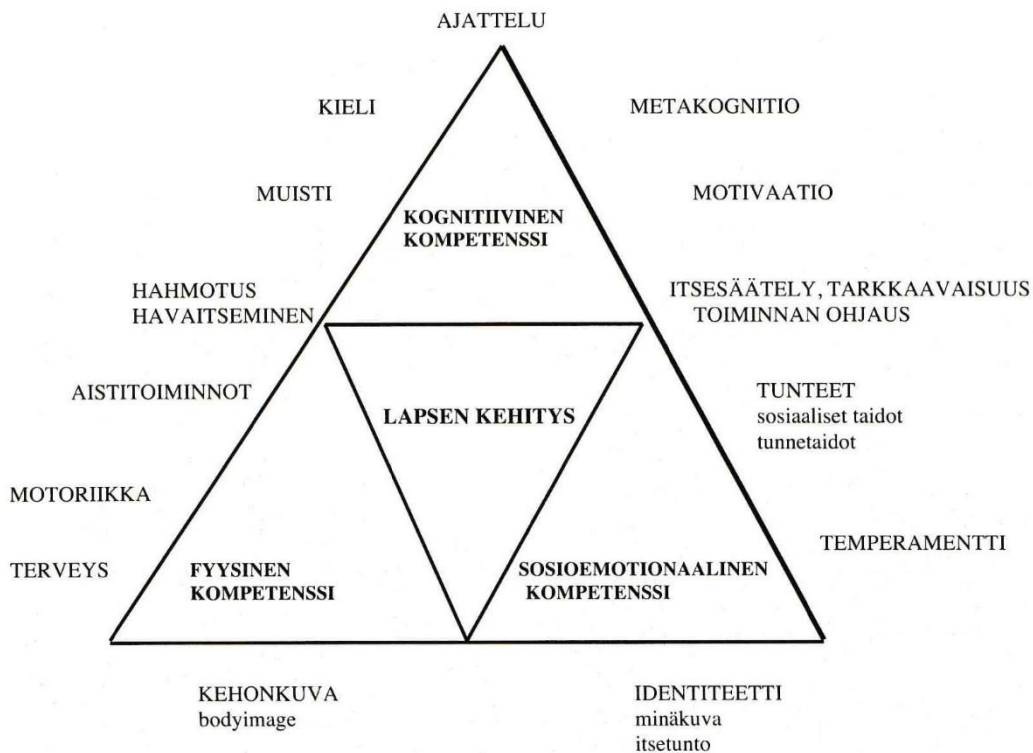 AJATTELU
KIELI
METAKOGNITIO
MUISTI
MOTIVAATIO
KOGNITIIVINEN
KOMPETENSSI
HAHMOTUS
HAVAITSEMINEN
ITSESÄÄTELY, TARKKAAVAISUUS
TOIMINNAN OHJAUS
AISTITOIMINNOT
LAPSEN KEHITYS
TUNTEET
sosiaaliset taidot
tunnetaidot
MOTORIIKKA
TEMPERAMENTTI
TERVEYS
FYYSINEN
KOMPETENSSI
SOSIOEMOTIONAALINEN
KOMPETENSSI
KEHONKUVA
bodyimage
IDENTITEETTI
minäkuva
itsetunto